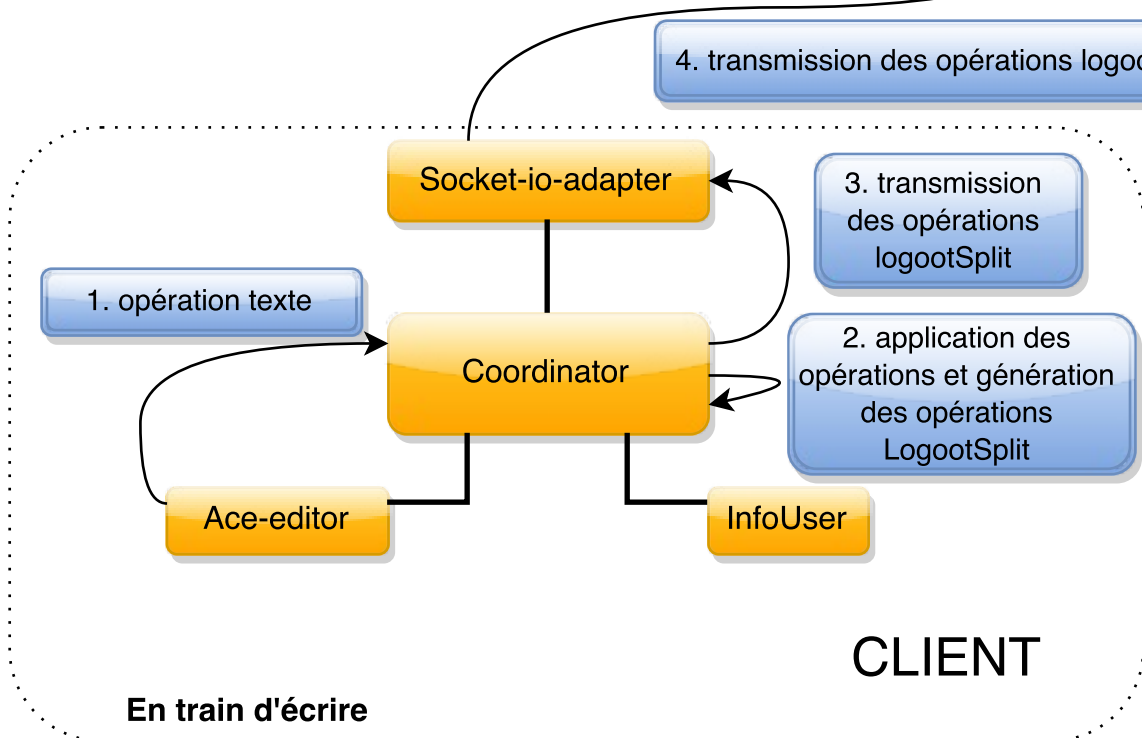 4. transmission des opérations
Socket-io-adapter
3. transmission
des opérations
logootSplit
1. opération texte
Coordinator
2. application des
opérations et génération
des opérations
LogootSplit
Ace-editor
InfoUser
CLIENT
En train d'écrire